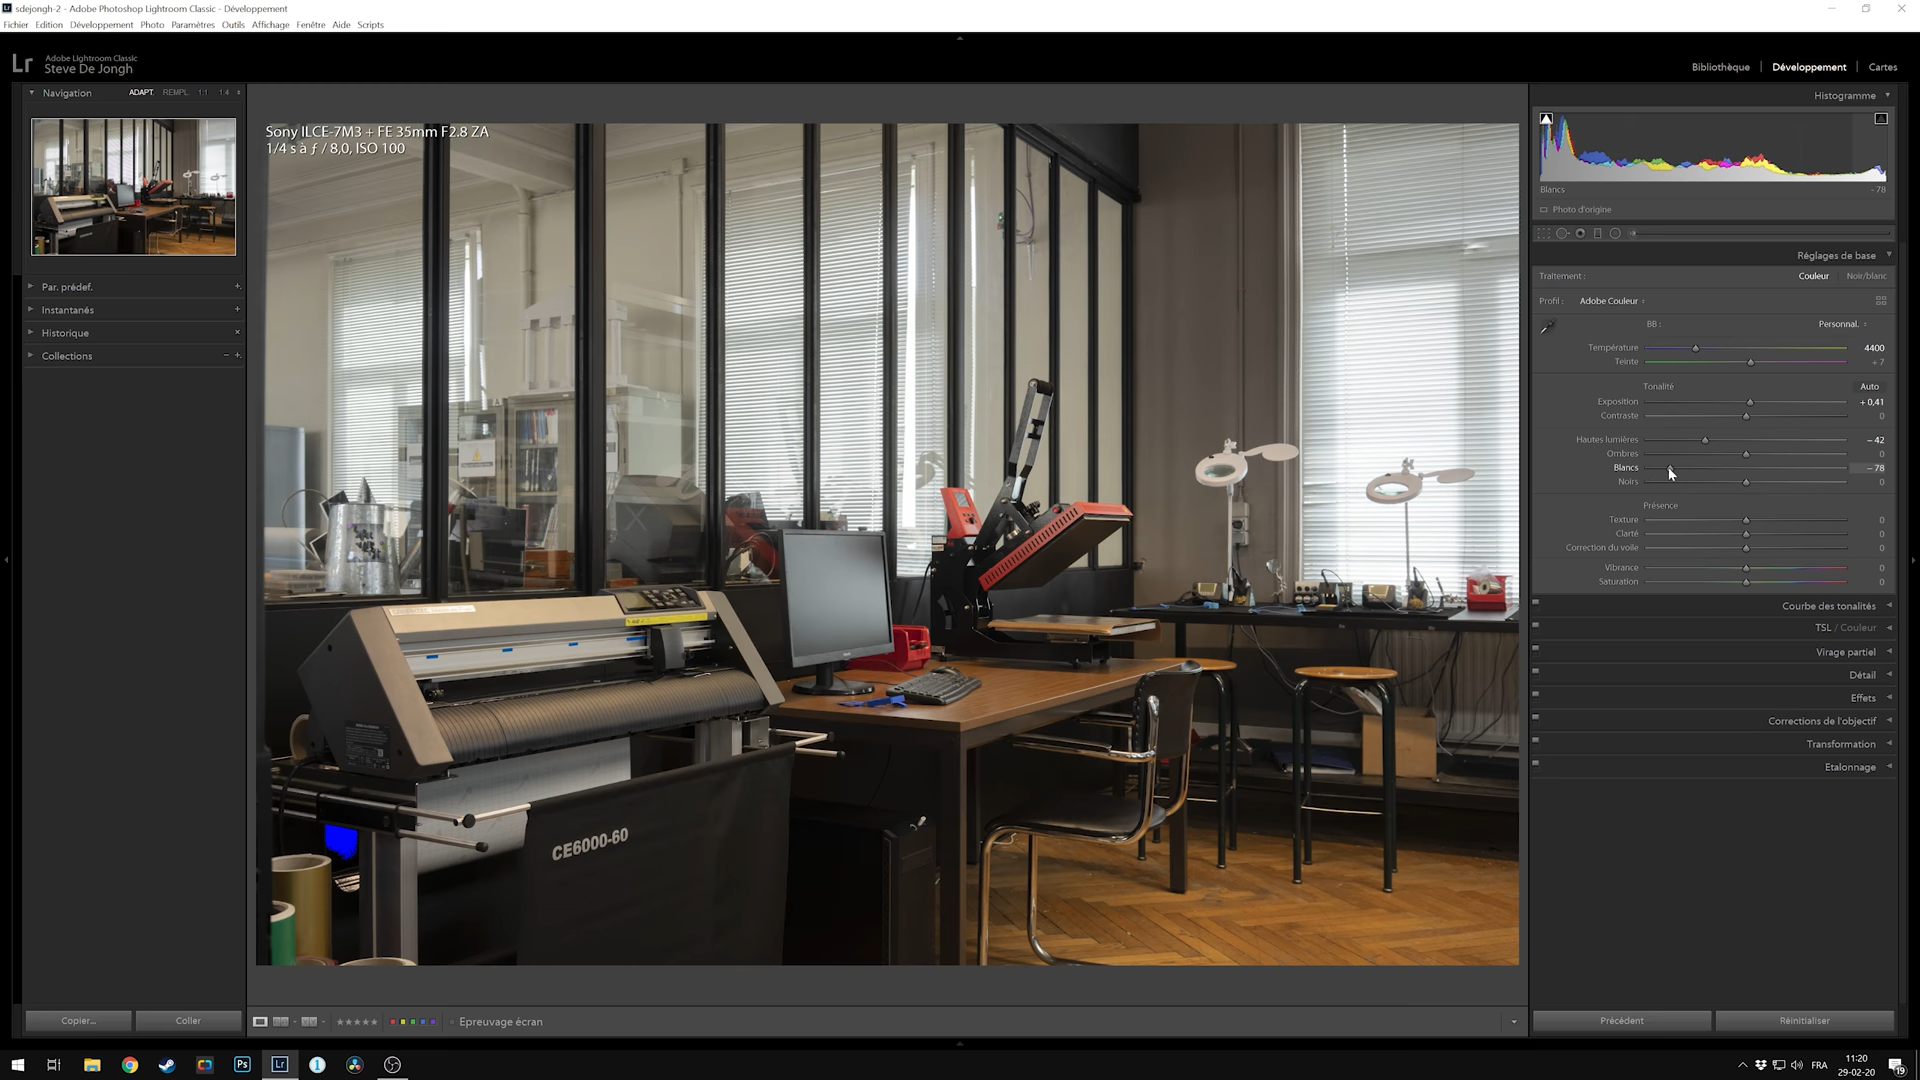 sdejongh-2 - Adobe Photoshop Lightroom Classic - Développement
Fichier Edition Développement Photo Paramètres Outils Affichage Fenêtre Aide Scripts
Lr
Adobe Lightroom Classic
Steve De Jongh
Bibliothèque | Développement | Cartes
Navigation ADAPT. REMPL. 1:1 1:4
Par. prédef.
Instantanés
Historique
Collections
Sony ILCE-7M3 + FE 35mm F2.8 ZA
1/4 s à ƒ / 8,0, ISO 100
CE6000-60
Histogramme
Blancs - 78
Photo d'origine
Réglages de base
Traitement : Couleur Noir/blanc
Profil : Adobe Couleur
BB : Personnal.
Température 4400
Teinte + 7
Tonalité Auto
Exposition + 0,41
Contraste 0
Hautes lumières – 42
Ombres 0
Blancs – 78
Noirs 0
Présence
Texture 0
Clarté 0
Correction du voile 0
Vibrance 0
Saturation 0
Courbe des tonalités
TSL / Couleur
Virage partiel
Détail
Effets
Corrections de l'objectif
Transformation
Etalonnage
Copier... Coller
Epreuvage écran
Précédent Réinitialiser
Ps Lr
FRA
11:20
29-02-20
19